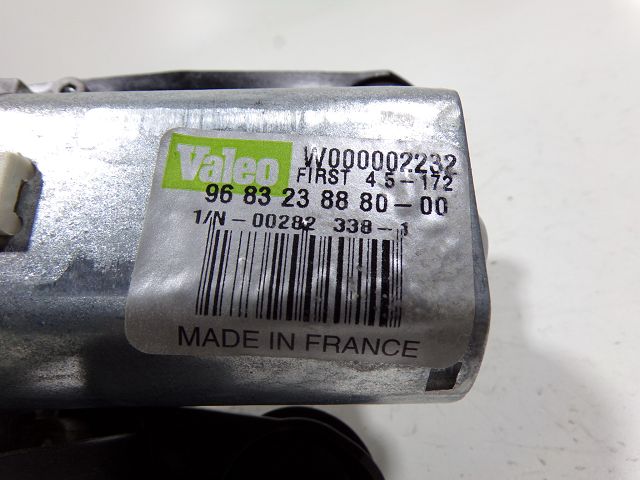 Valeo W000002232
FIRST 4.5-172
96 83 23 88 80-00
1/N-00282 338-1
MADE IN FRANCE